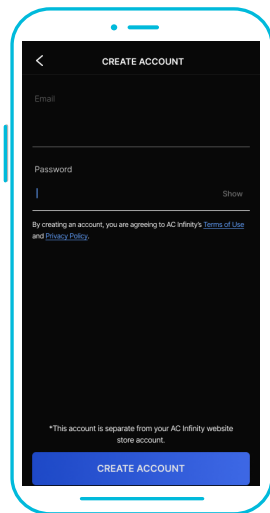 CREATE ACCOUNT
Email
Password
Show
By creating an account, you are agreeing to AC Infinity's Terms of Use
and Privacy Policy.
*This account is separate from your AC Infinity website
store account.
CREATE ACCOUNT